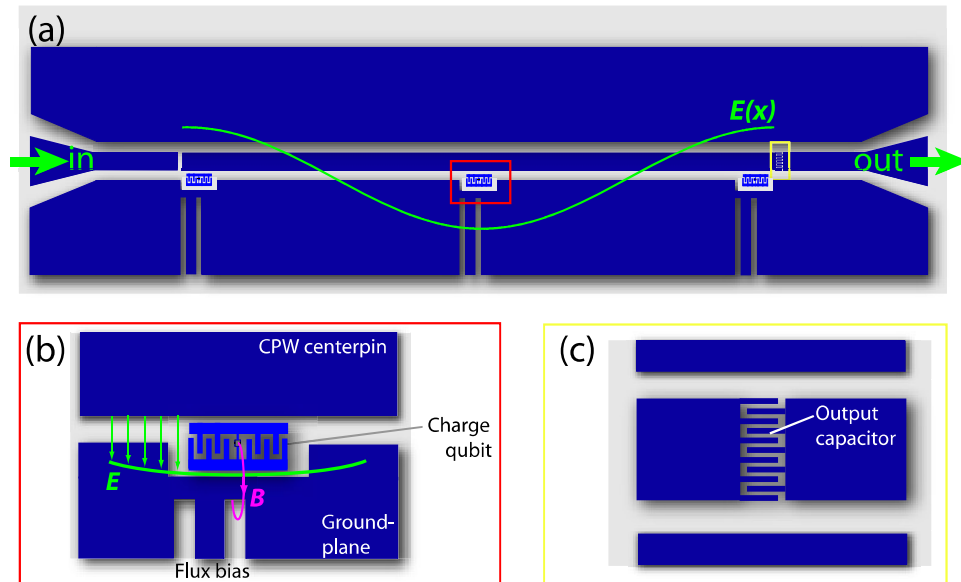 (a)
E(x)
in
out
(b)
CPW centerpin
Charge
qubit
E
B
Ground-
plane
Flux bias
(c)
Output
capacitor